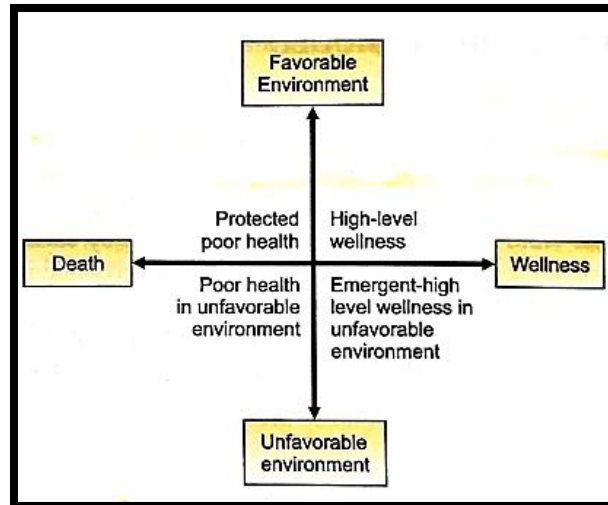 Favorable
Environment
Protected
poor health
High-level
wellness
Death
Wellness
Poor health
in unfavorable
environment
Emergent-high
level wellness in
unfavorable
environment
Unfavorable
environment